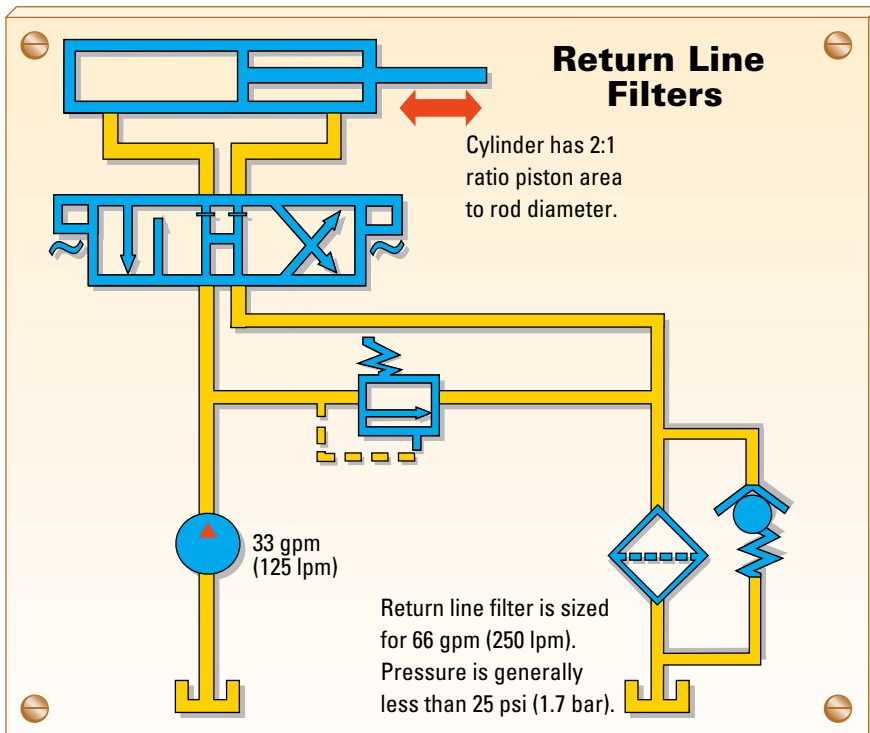 Return Line
Filters
Cylinder has 2:1
ratio piston area
to rod diameter.
33 gpm
(125 lpm)
Return line filter is sized
for 66 gpm (250 lpm).
Pressure is generally
less than 25 psi (1.7 bar).